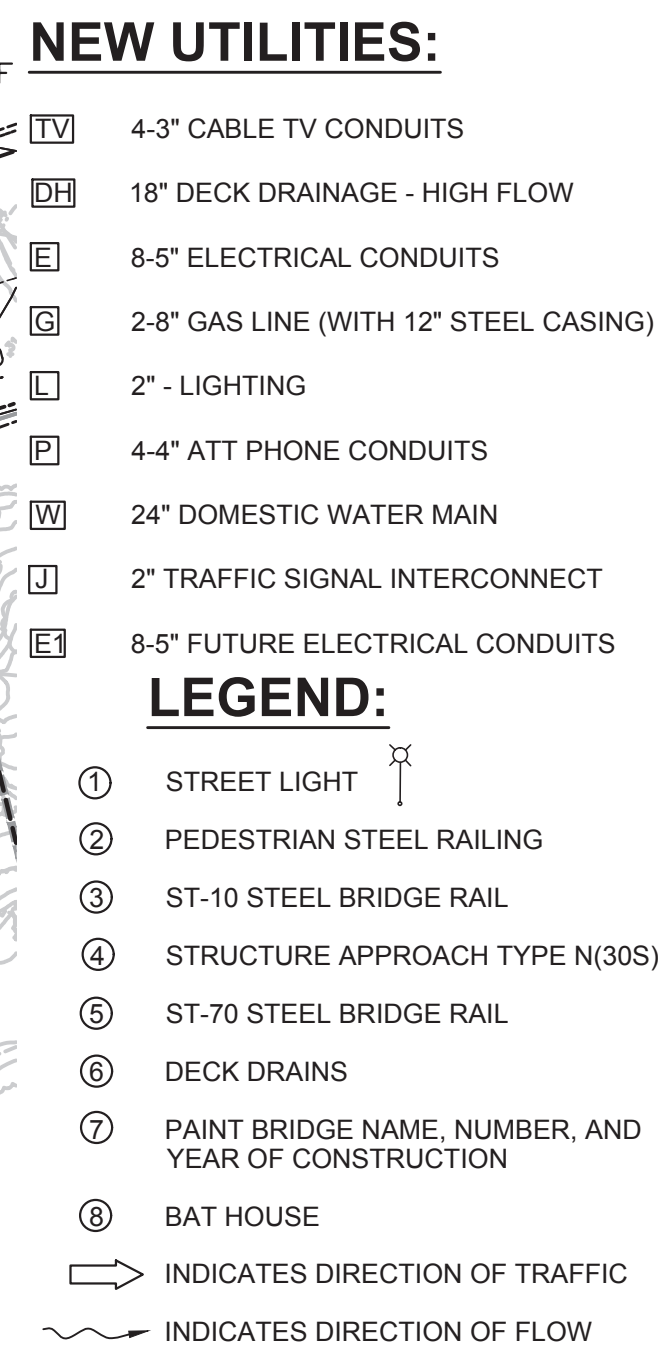 NEW UTILITIES:
TV 4-3" CABLE TV CONDUITS
DH 18" DECK DRAINAGE - HIGH FLOW
E 8-5" ELECTRICAL CONDUITS
G 2-8" GAS LINE (WITH 12" STEEL CASING)
L 2" - LIGHTING
P 4-4" ATT PHONE CONDUITS
W 24" DOMESTIC WATER MAIN
J 2" TRAFFIC SIGNAL INTERCONNECT
E1 8-5" FUTURE ELECTRICAL CONDUITS
LEGEND:
1 STREET LIGHT
2 PEDESTRIAN STEEL RAILING
3 ST-10 STEEL BRIDGE RAIL
4 STRUCTURE APPROACH TYPE N(30S)
5 ST-70 STEEL BRIDGE RAIL
6 DECK DRAINS
7 PAINT BRIDGE NAME, NUMBER, AND
YEAR OF CONSTRUCTION
8 BAT HOUSE
INDICATES DIRECTION OF TRAFFIC
INDICATES DIRECTION OF FLOW